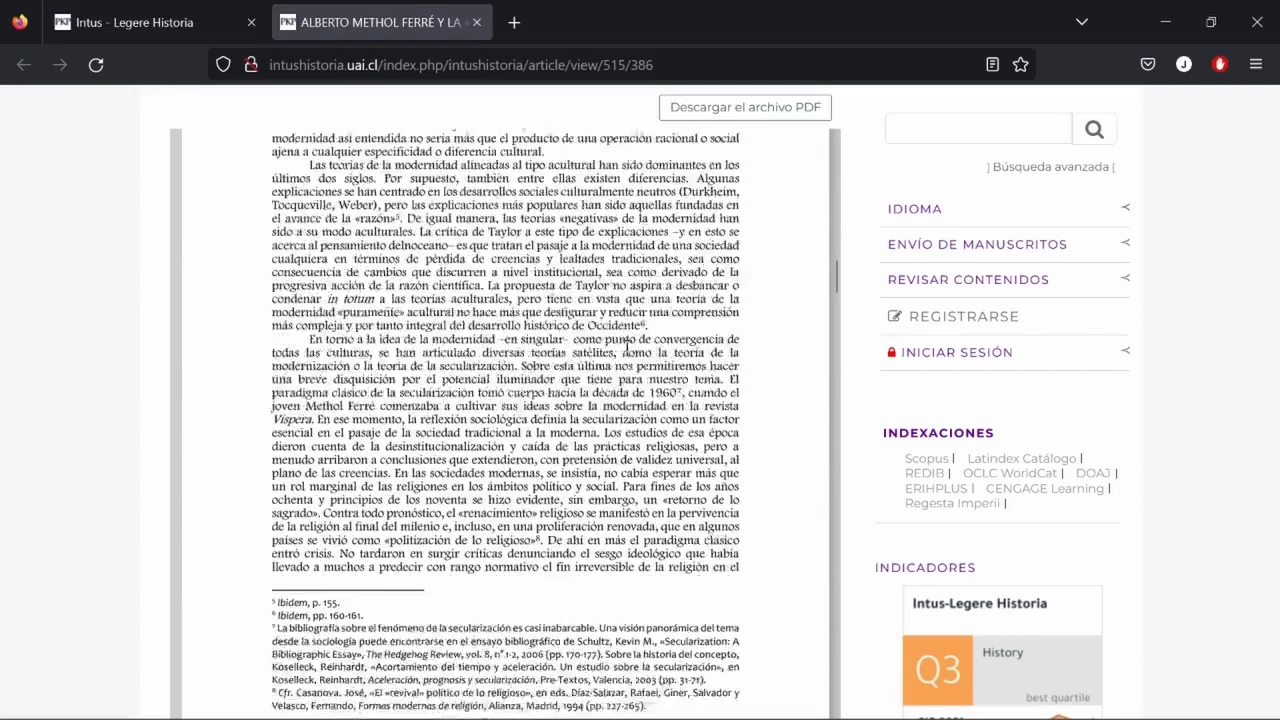 Intus - Legere Historia
ALBERTO METHOL FERRÉ Y LA
intushistoria.uai.cl/index.php/intushistoria/article/view/515/386
J
Descargar el archivo PDF
modernidad así entendida no sería más que el producto de una operación racional o social
ajena a cualquier especificidad o diferencia cultural.
Las teorías de la modernidad alineadas al tipo acultural han sido dominantes en los
últimos dos siglos. Por supuesto, también entre ellas existen diferencias. Algunas
explicaciones se han centrado en los desarrollos sociales culturalmente neutros (Durkheim,
Tocqueville, Weber), pero las explicaciones más populares han sido aquellas fundadas en
el avance de la «razón»⁵. De igual manera, las teorías «negativas» de la modernidad han
sido a su modo aculturales. La crítica de Taylor a este tipo de explicaciones –y en esto se
acerca al pensamiento delnoceano– es que tratan el pasaje a la modernidad de una sociedad
cualquiera en términos de pérdida de creencias y lealtades tradicionales, sea como
consecuencia de cambios que discurren a nivel institucional, sea como derivado de la
progresiva acción de la razón científica. La propuesta de Taylor no aspira a desbancar o
condenar in totum a las teorías aculturales, pero tiene en vista que una teoría de la
modernidad «puramente» acultural no hace más que desfigurar y reducir una comprensión
más compleja y por tanto integral del desarrollo histórico de Occidente⁶.
En torno a la idea de la modernidad –en singular– como punto de convergencia de
todas las culturas, se han articulado diversas teorías satélites, como la teoría de la
modernización o la teoría de la secularización. Sobre esta última nos permitiremos hacer
una breve disquisición por el potencial iluminador que tiene para nuestro tema. El
paradigma clásico de la secularización tomó cuerpo hacia la década de 1960⁷, cuando el
joven Methol Ferré comenzaba a cultivar sus ideas sobre la modernidad en la revista
Víspera. En ese momento, la reflexión sociológica definía la secularización como un factor
esencial en el pasaje de la sociedad tradicional a la moderna. Los estudios de esa época
dieron cuenta de la desinstitucionalización y caída de las prácticas religiosas, pero a
menudo arribaron a conclusiones que extendieron, con pretensión de validez universal, al
plano de las creencias. En las sociedades modernas, se insistía, no cabía esperar más que
un rol marginal de las religiones en los ámbitos político y social. Para fines de los años
ochenta y principios de los noventa se hizo evidente, sin embargo, un «retorno de lo
sagrado». Contra todo pronóstico, el «renacimiento» religioso se manifestó en la pervivencia
de la religión al final del milenio e, incluso, en una proliferación renovada, que en algunos
países se vivió como «politización de lo religioso»⁸. De ahí en más el paradigma clásico
entró crisis. No tardaron en surgir críticas denunciando el sesgo ideológico que había
llevado a muchos a predecir con rango normativo el fin irreversible de la religión en el
⁵ Ibidem, p. 155.
⁶ Ibidem, pp. 160-161.
⁷ La bibliografía sobre el fenómeno de la secularización es casi inabarcable. Una visión panorámica del tema
desde la sociología puede encontrarse en el ensayo bibliográfico de Schultz, Kevin M., «Secularization: A
Bibliographic Essay», The Hedgehog Review, vol. 8, n°.1-2, 2006 (pp. 170-177). Sobre la historia del concepto,
Koselleck, Reinhardt, «Acortamiento del tiempo y aceleración. Un estudio sobre la secularización», en
Koselleck, Reinhardt, Aceleración, prognosis y secularización, Pre-Textos, Valencia, 2003 (pp. 31-71).
⁸ Cfr. Casanova. José, «El «revival» político de lo religioso», en eds. Díaz-Salazar, Rafael, Giner, Salvador y
Velasco, Fernando, Formas modernas de religión, Alianza, Madrid, 1994 (pp. 227-265).
] Búsqueda avanzada [
IDIOMA
ENVÍO DE MANUSCRITOS
REVISAR CONTENIDOS
REGISTRARSE
INICIAR SESIÓN
INDEXACIONES
Scopus | Latindex Catálogo |
REDIB | OCLC WorldCat | DOAJ |
ERIHPLUS | CENGAGE Learning |
Regesta Imperii |
INDICADORES
Intus-Legere Historia
Q3 History
best quartile